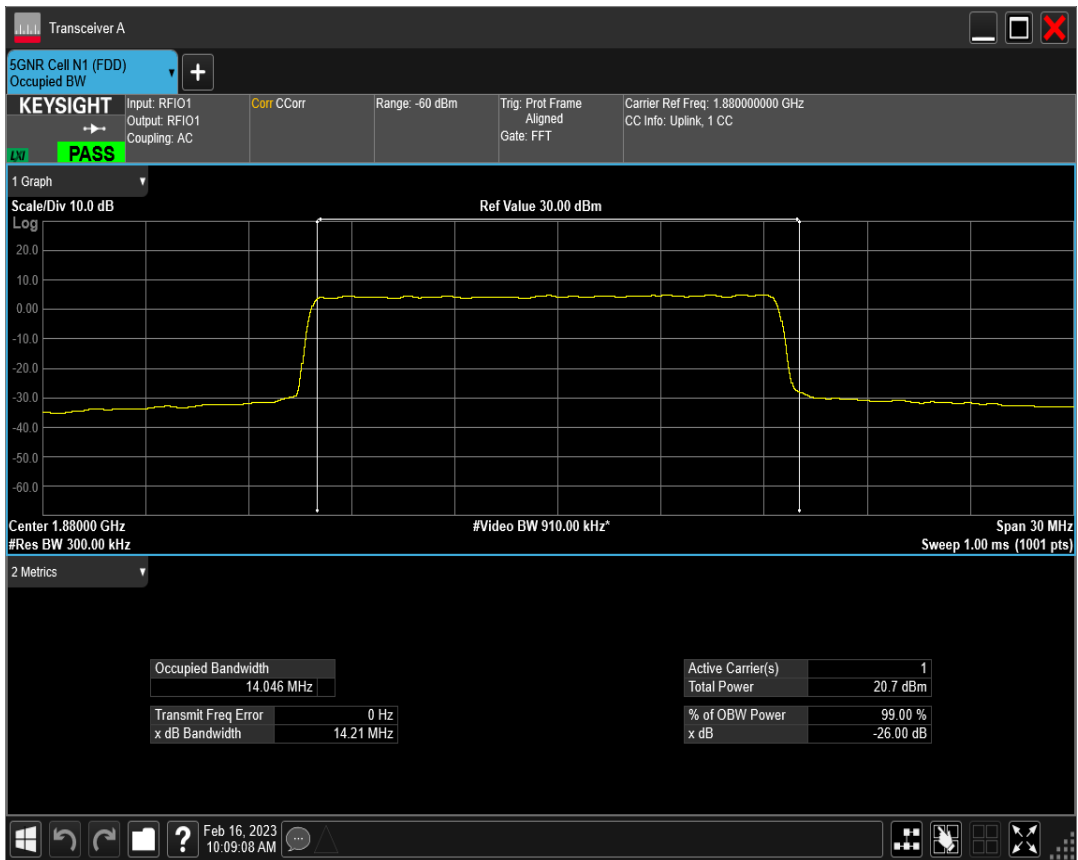 Transceiver A
5GNR Cell N1 (FDD)
Occupied BW
+
KEYSIGHT
LXI
PASS
Input: RFIO1
Output: RFIO1
Coupling: AC
Corr CCorr
Range: -60 dBm
Trig: Prot Frame
Aligned
Gate: FFT
Carrier Ref Freq: 1.880000000 GHz
CC Info: Uplink, 1 CC
1 Graph
Scale/Div 10.0 dB
Ref Value 30.00 dBm
Log
20.0
10.0
0.00
-10.0
-20.0
-30.0
-40.0
-50.0
-60.0
Center 1.88000 GHz
#Video BW 910.00 kHz*
Span 30 MHz
#Res BW 300.00 kHz
Sweep 1.00 ms (1001 pts)
2 Metrics
Occupied Bandwidth
14.046 MHz
Transmit Freq Error 0 Hz
x dB Bandwidth 14.21 MHz
Active Carrier(s) 1
Total Power 20.7 dBm
% of OBW Power 99.00 %
x dB -26.00 dB
?
Feb 16, 2023
10:09:08 AM